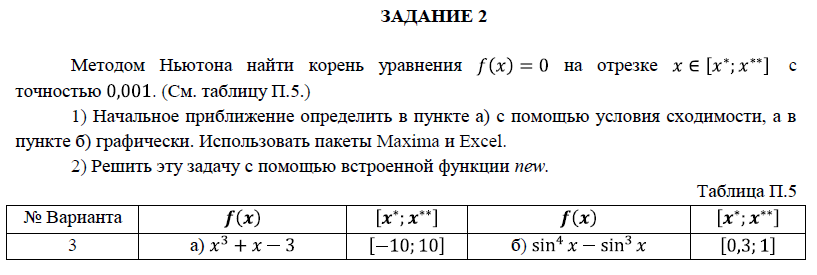 ЗАДАНИЕ 2
Методом Ньютона найти корень уравнения f(x) = 0 на отрезке x ∈ [x*; x**] с
точностью 0,001. (См. таблицу П.5.)
1) Начальное приближение определить в пункте а) с помощью условия сходимости, а в
пункте б) графически. Использовать пакеты Maxima и Excel.
2) Решить эту задачу с помощью встроенной функции new.
Таблица П.5
№ Варианта f(x) [x*; x**] f(x) [x*; x**]
3 а) x³ + x − 3 [−10; 10] б) sin⁴ x − sin³ x [0,3; 1]